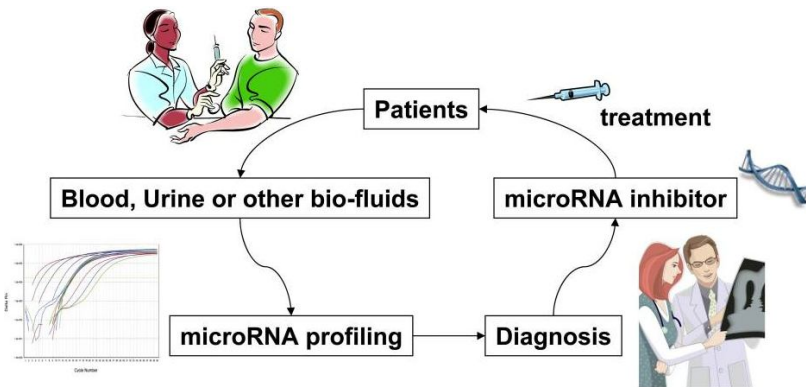 Patients
treatment
Blood, Urine or other bio-fluids
microRNA inhibitor
microRNA profiling
Diagnosis
Cycle Number